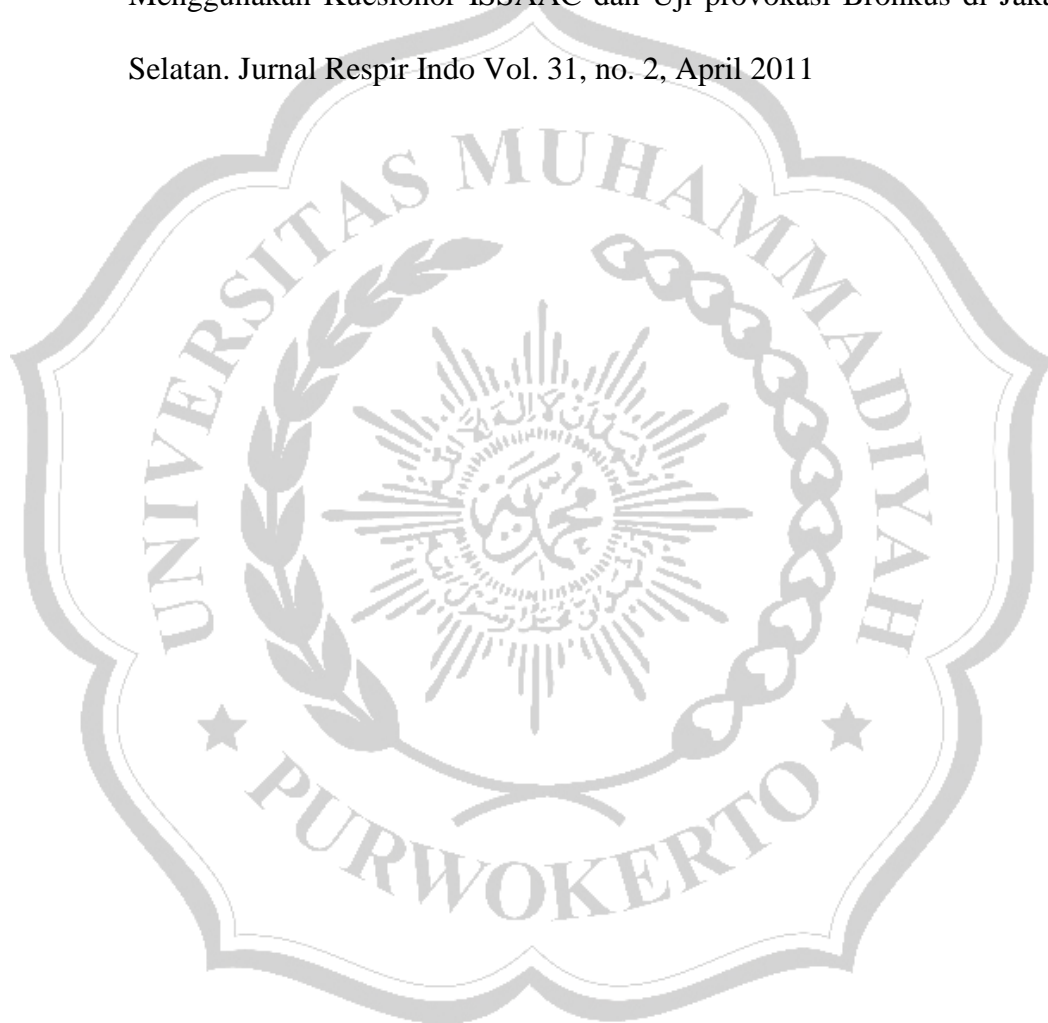 Menggunakan Kuesionor ISSAAC dan Uji provokasi Bronkus di Jaka
Selatan. Jurnal Respir Indo Vol. 31, no. 2, April 2011
UNIVERSITAS MUHAMMADIYAH
PURWOKERTO